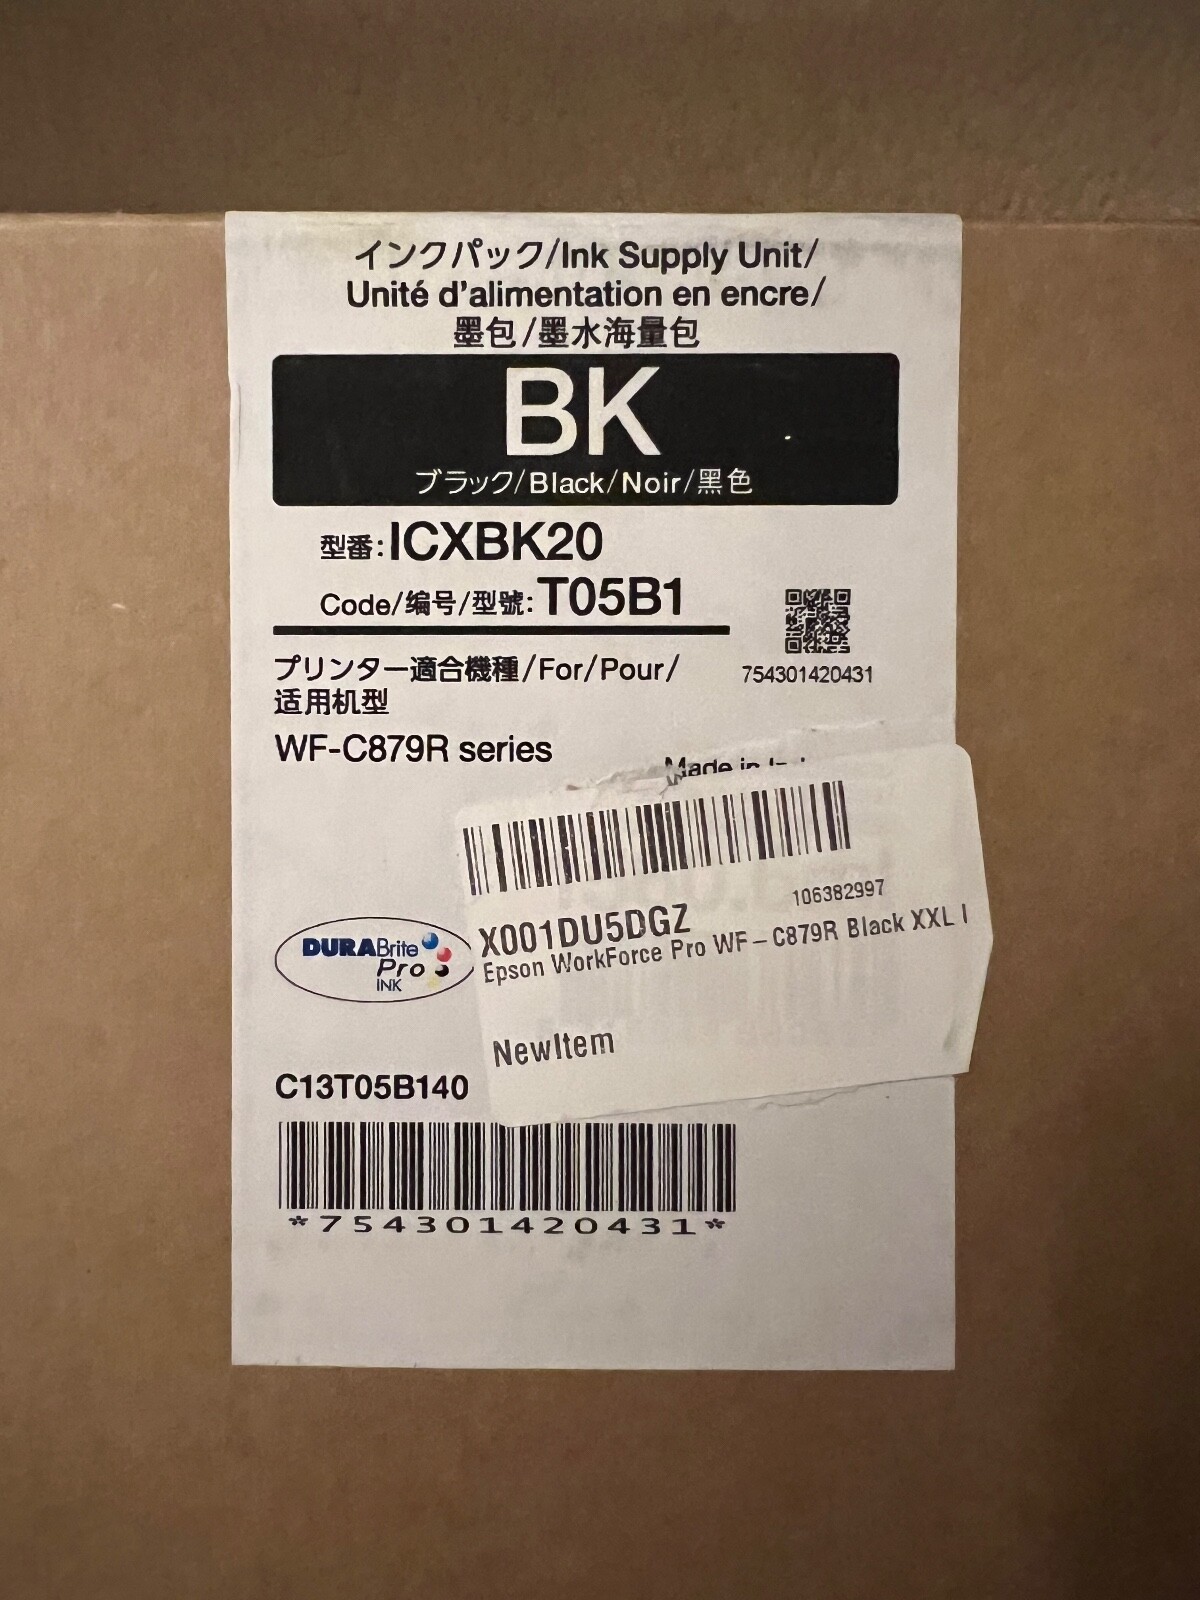 インクパック/Ink Supply Unit/
Unité d'alimentation en encre/
墨包/墨水海量包
BK
ブラック/Black/Noir/黑色
型番:ICXBK20
Code/编号/型號:T05B1
754301420431
プリンター適合機種/For/Pour/
适用机型
WF-C879R series
Made in
X001DU5DGZ
106382997
Epson WorkForce Pro WF-C879R Black XXL I
NewItem
DURABrite
Pro
INK
C13T05B140
*754301420431*